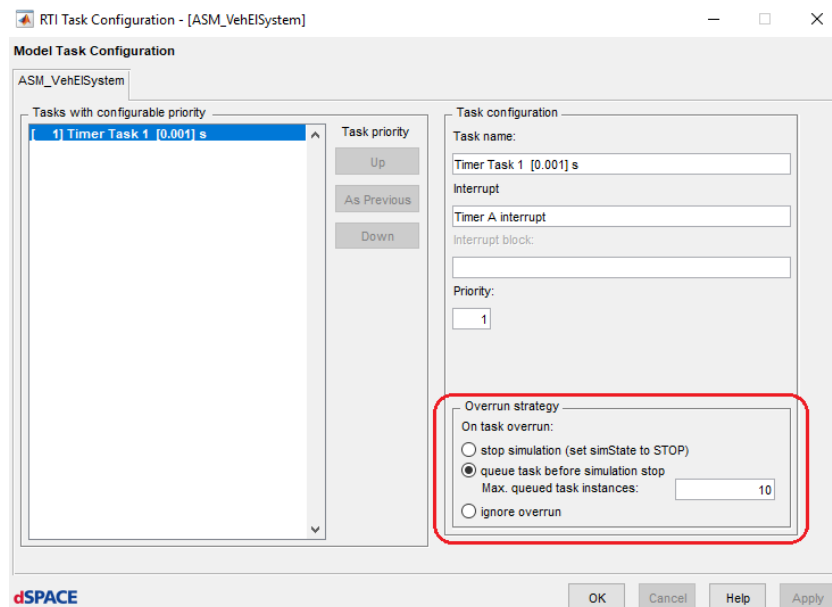 RTI Task Configuration - [ASM_VehElSystem]
Model Task Configuration
ASM_VehElSystem
Tasks with configurable priority
[ 1] Timer Task 1 [0.001] s
Task priority
Up
As Previous
Down
Task configuration
Task name:
Timer Task 1 [0.001] s
Interrupt
Timer A interrupt
Interrupt block:
Priority:
1
Overrun strategy
On task overrun:
stop simulation (set simState to STOP)
queue task before simulation stop
Max. queued task instances: 10
ignore overrun
dSPACE
OK Cancel Help Apply